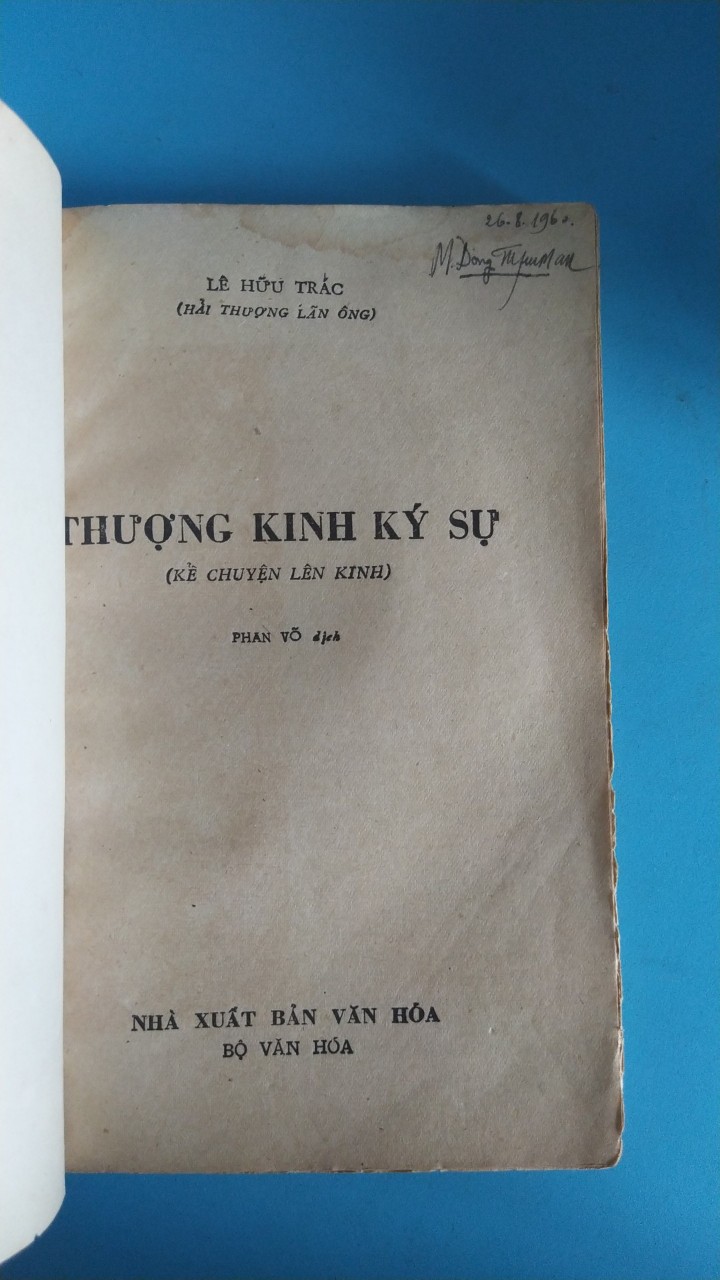 26.8.1960.
LÊ HỮU TRÁC
(HẢI THƯỢNG LÃN ÔNG)
THƯỢNG KINH KÝ SỰ
(KỂ CHUYỆN LÊN KINH)
PHAN VÕ dịch
NHÀ XUẤT BẢN VĂN HÓA
BỘ VĂN HÓA